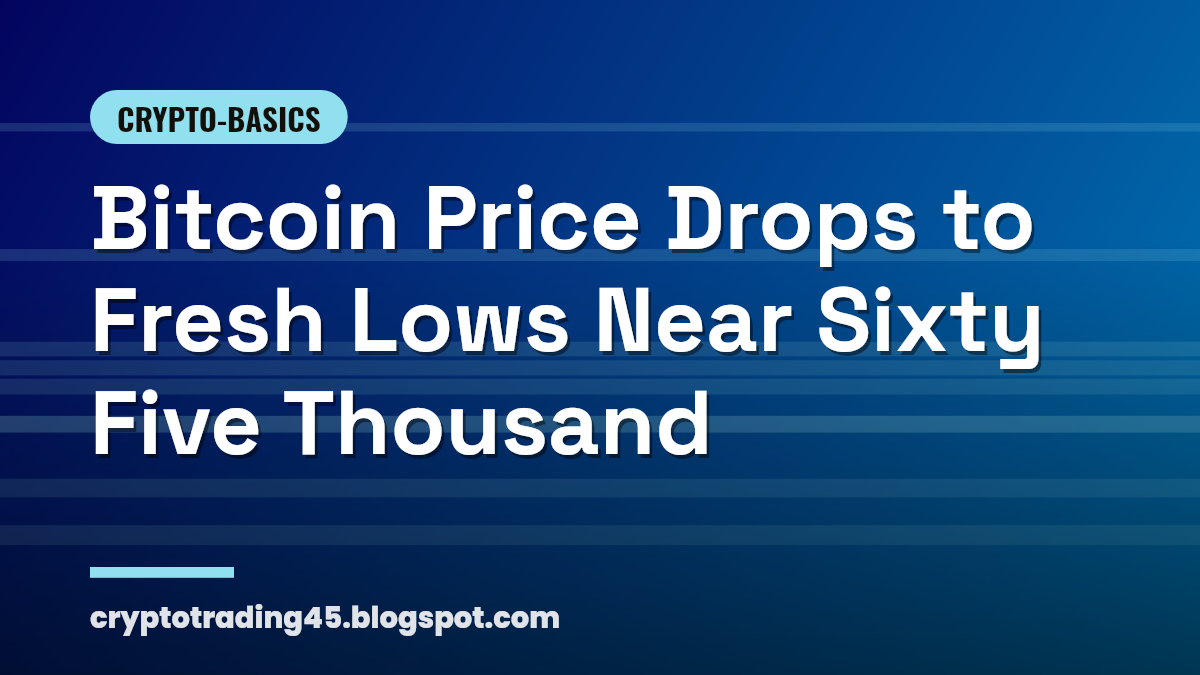 CRYPTO-BASICS
Bitcoin Price Drops to
Fresh Lows Near Sixty
Five Thousand
cryptotrading45.blogspot.com